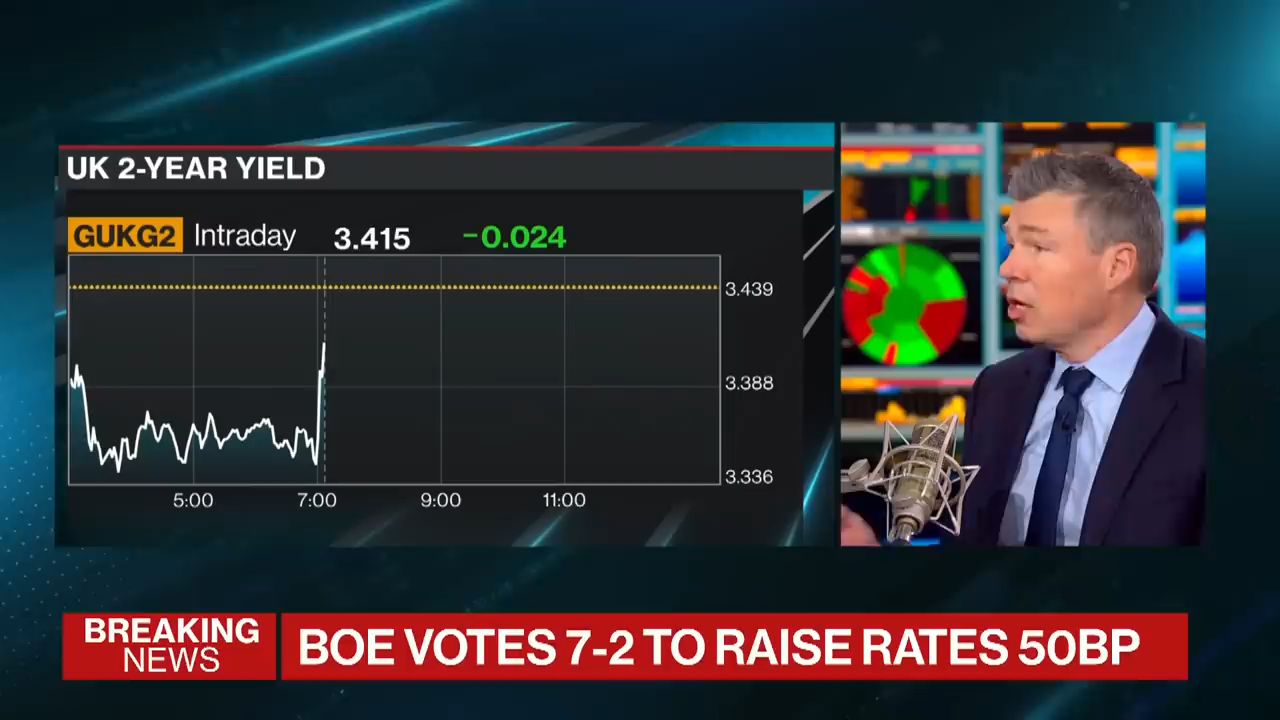 UK 2-YEAR YIELD
GUKG2 Intraday 3.415 -0.024
3.439
3.388
3.336
5:00 7:00 9:00 11:00
BREAKING NEWS
BOE VOTES 7-2 TO RAISE RATES 50BP